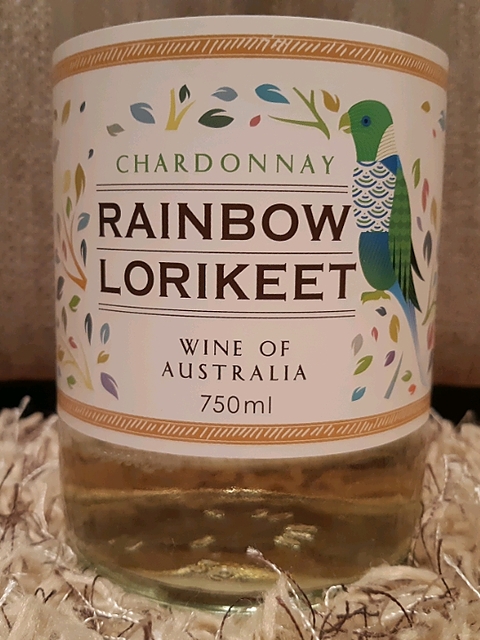 CHARDONNAY
RAINBOW
LORIKEET
WINE OF
AUSTRALIA
750ml